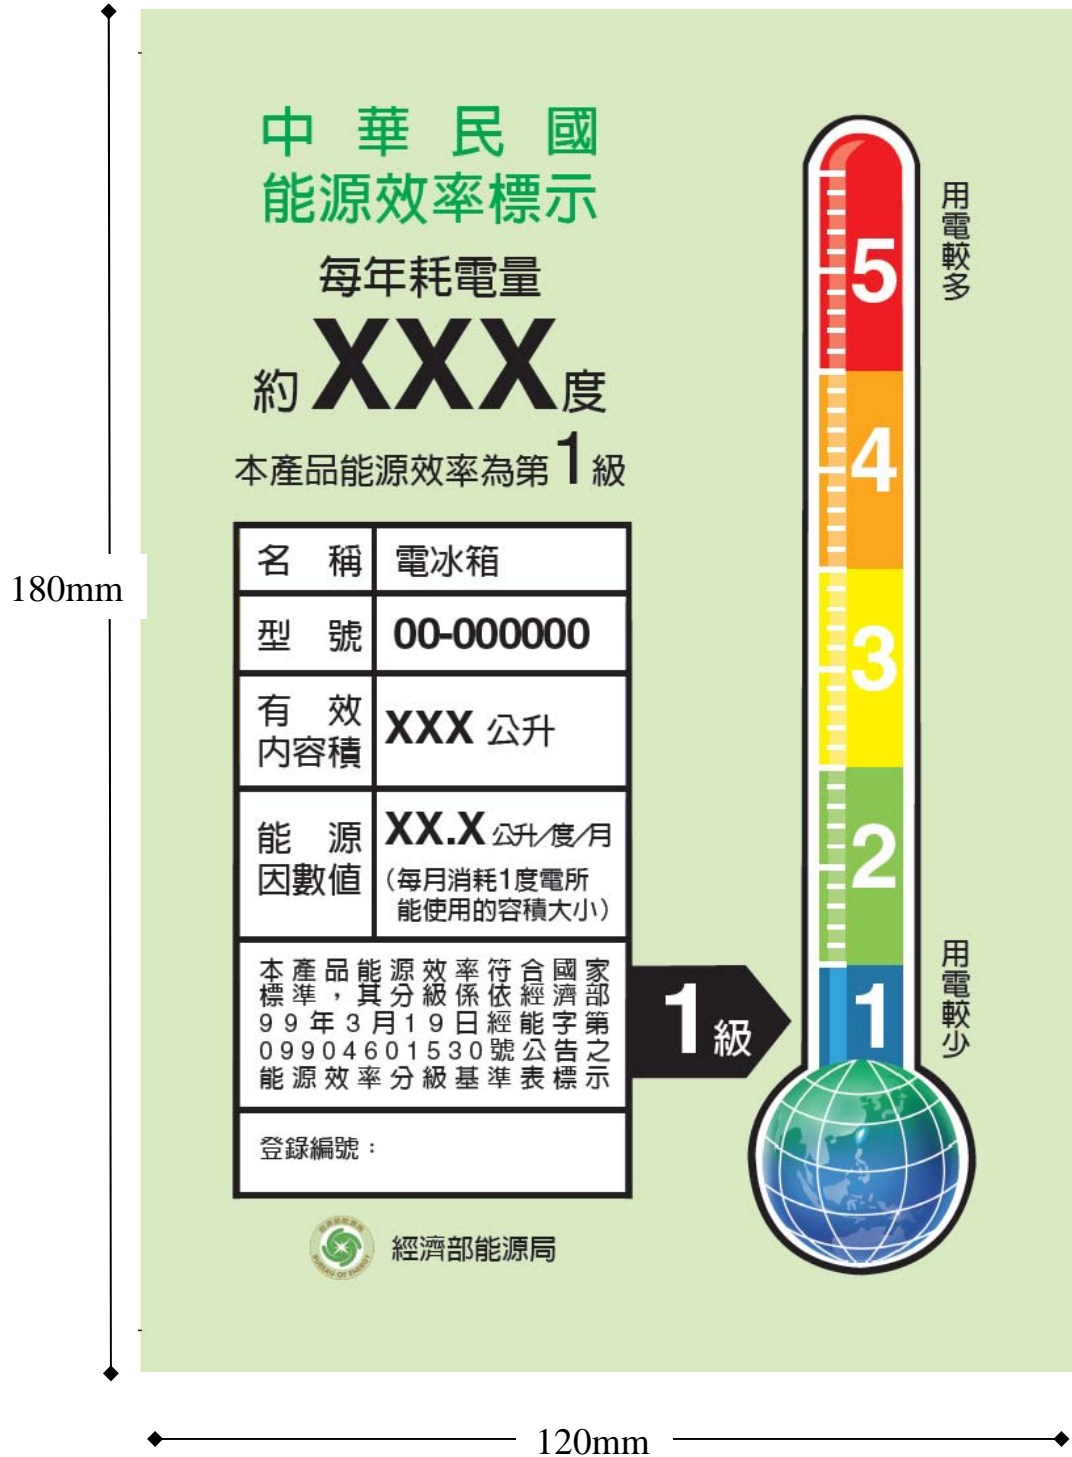 中華民國
能源效率標示
每年耗電量
約XXX度
本產品能源效率為第1級
名稱 電冰箱
型號 00-000000
有效
內容積
XXX 公升
能源
因數值
XX.X 公升/度/月
(每月消耗1度電所
能使用的容積大小)
本產品能源效率符合國家
標準，其分級係依經濟部
99年3月19日經能字第
09904601530號公告之
能源效率分級基準表標示
登錄編號：
經濟部能源局
BUREAU OF ENERGY
1級
用電較多
5
4
3
2
1
用電較少
180mm
120mm